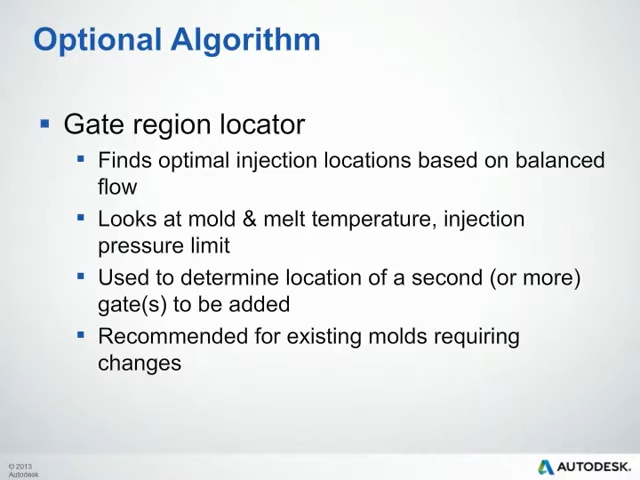 Optional Algorithm
▪ Gate region locator
▪ Finds optimal injection locations based on balanced
flow
▪ Looks at mold & melt temperature, injection
pressure limit
▪ Used to determine location of a second (or more)
gate(s) to be added
▪ Recommended for existing molds requiring
changes
© 2013
Autodesk
AUTODESK.